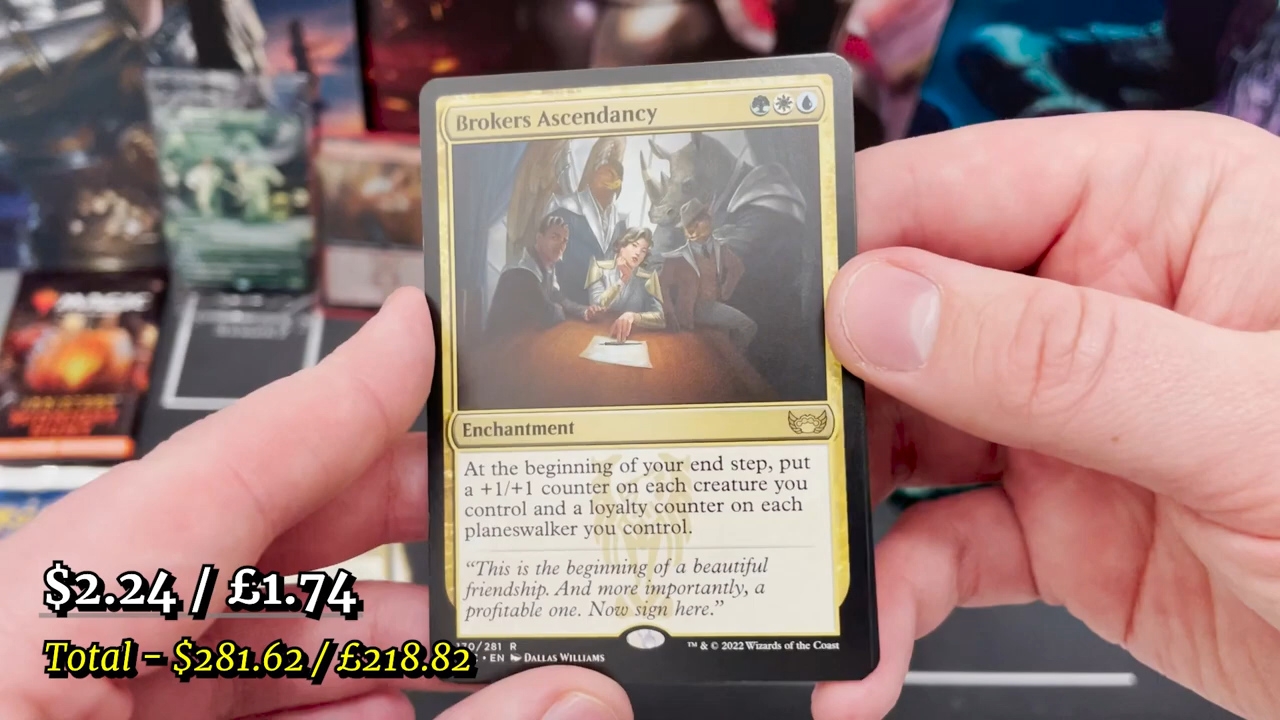 Brokers Ascendancy
MAGIC
Enchantment
At the beginning of your end step, put
a +1/+1 counter on each creature you
control and a loyalty counter on each
planeswalker you control.
"This is the beginning of a beautiful
friendship. And more importantly, a
profitable one. Now sign here."
/281 R
• EN DALLAS WILLIAMS
™ & © 2022 Wizards of the Coast
$2.24 / £1.74
Total - $281.62 / £218.82